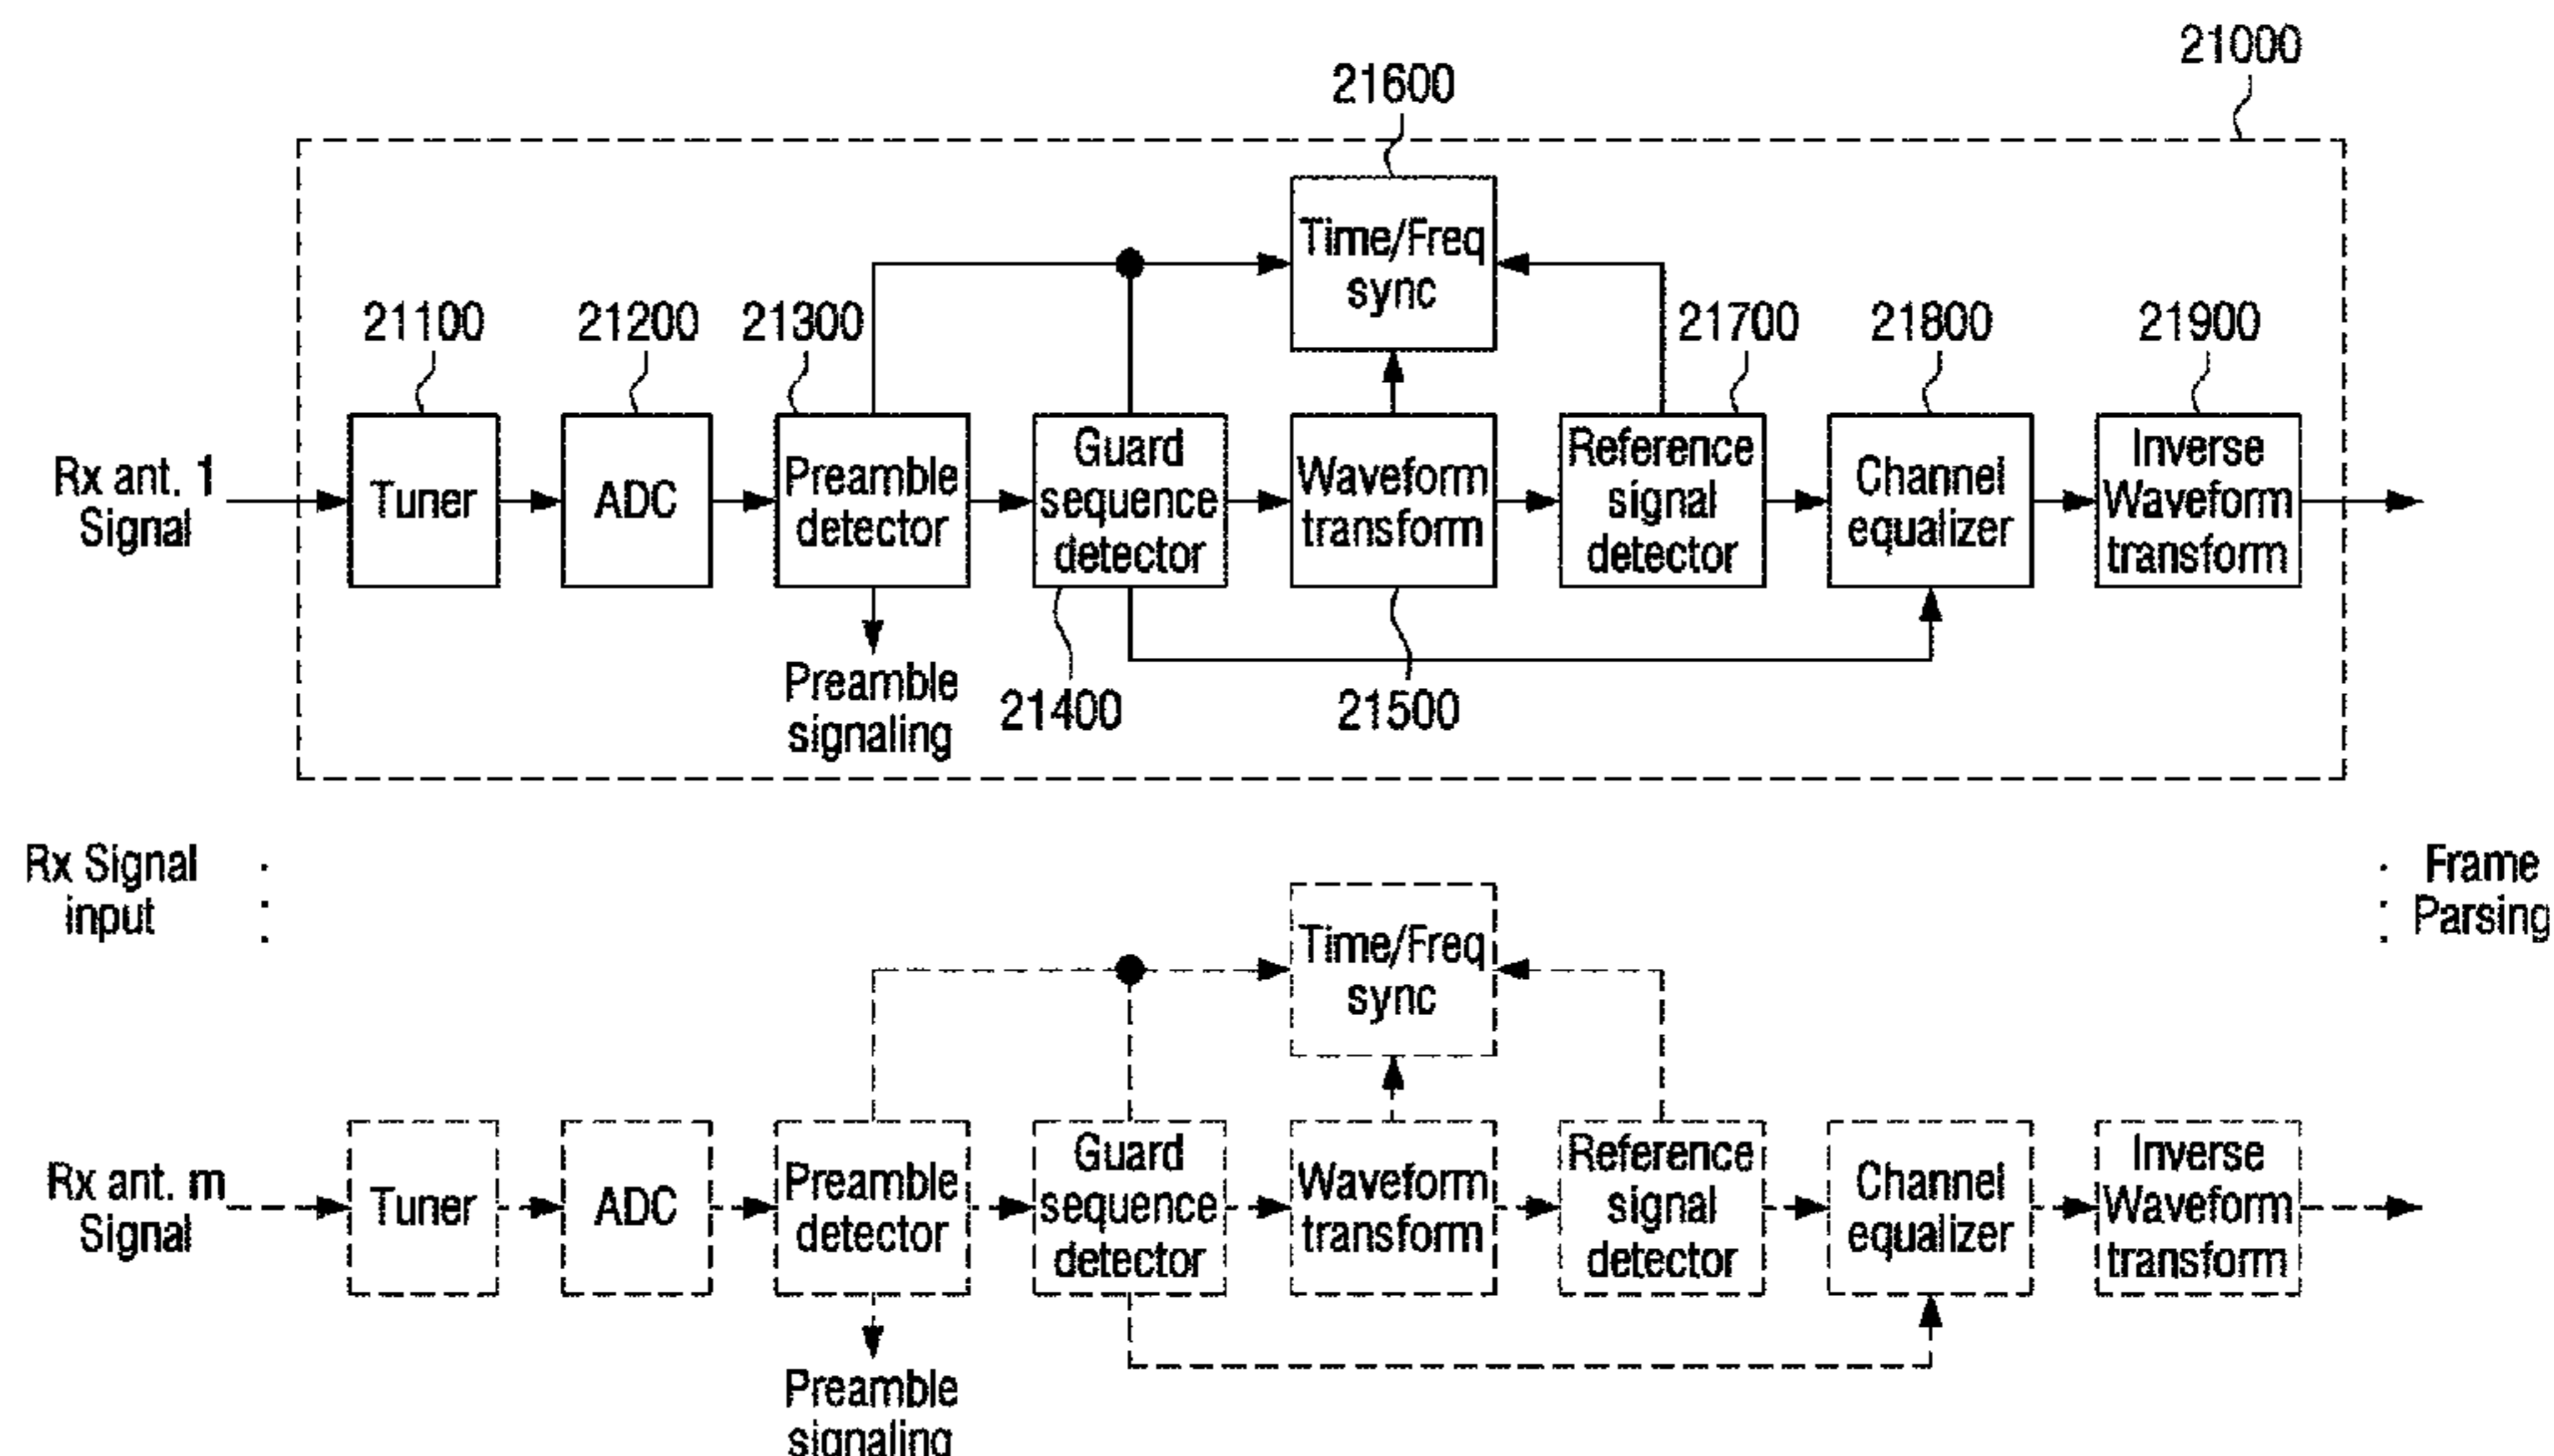 21000
21600
Time/Freq
sync
21100
21200
21300
21700
21800
21900
Rx ant. 1
Signal
Tuner
ADC
Preamble
detector
Guard
sequence
detector
Waveform
transform
Reference
signal
detector
Channel
equalizer
Inverse
Waveform
transform
Preamble
signaling
21400
21500
Rx Signal
input
Frame
Parsing
Time/Freq
sync
Rx ant. m
Signal
Tuner
ADC
Preamble
detector
Guard
sequence
detector
Waveform
transform
Reference
signal
detector
Channel
equalizer
Inverse
Waveform
transform
Preamble
signaling